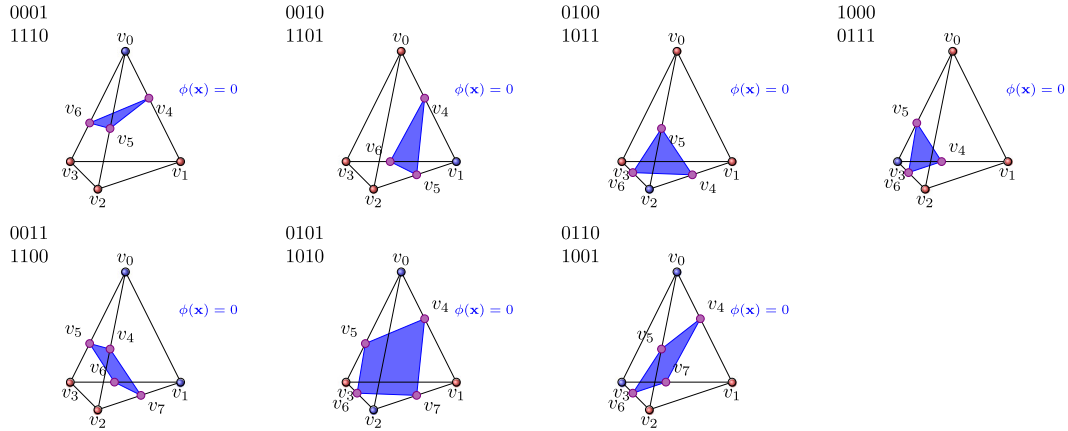 0001
1110
v₀
ϕ(x) = 0
v₆
v₄
v₅
v₃
v₁
v₂
0010
1101
v₀
ϕ(x) = 0
v₄
v₆
v₃
v₅
v₁
v₂
0100
1011
v₀
ϕ(x) = 0
v₅
v₃
v₆
v₄
v₁
v₂
1000
0111
v₀
ϕ(x) = 0
v₅
v₄
v₃
v₆
v₁
v₂
0011
1100
v₀
ϕ(x) = 0
v₅
v₄
v₆
v₃
v₇
v₁
v₂
0101
1010
v₀
v₄
ϕ(x) = 0
v₅
v₃
v₆
v₇
v₁
v₂
0110
1001
v₀
v₄
ϕ(x) = 0
v₅
v₇
v₃
v₆
v₁
v₂